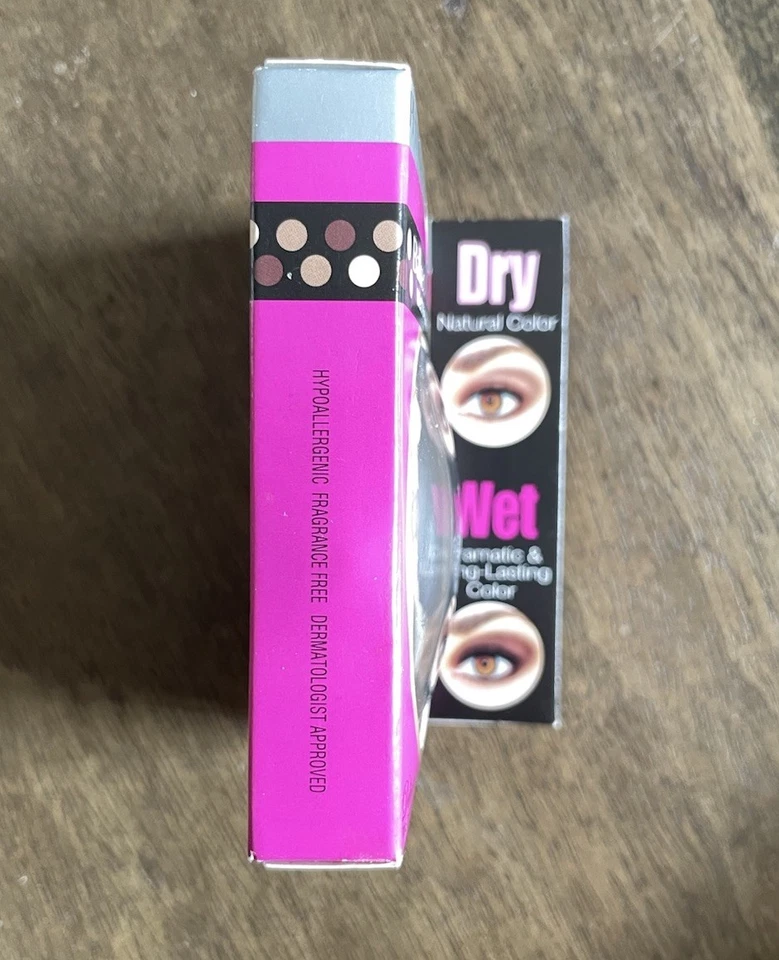 HYPOALLERGENIC FRAGRANCE FREE DERMATOLOGIST APPROVED
Dry
Natural Color
Wet
&
Color